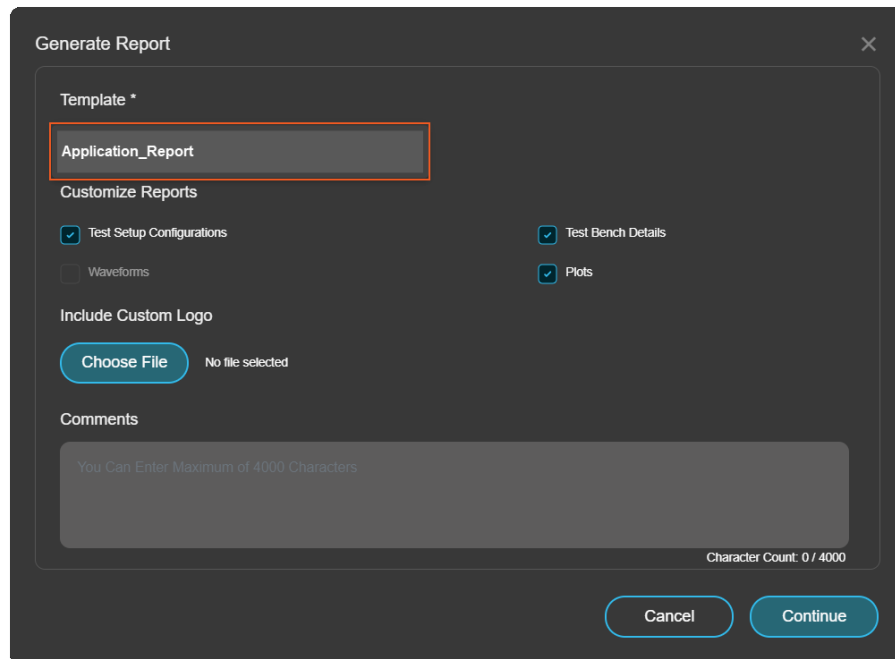 Generate Report
Template *
Application_Report
Customize Reports
Test Setup Configurations
Test Bench Details
Waveforms
Plots
Include Custom Logo
Choose File
No file selected
Comments
You Can Enter Maximum of 4000 Characters
Character Count: 0 / 4000
Cancel
Continue